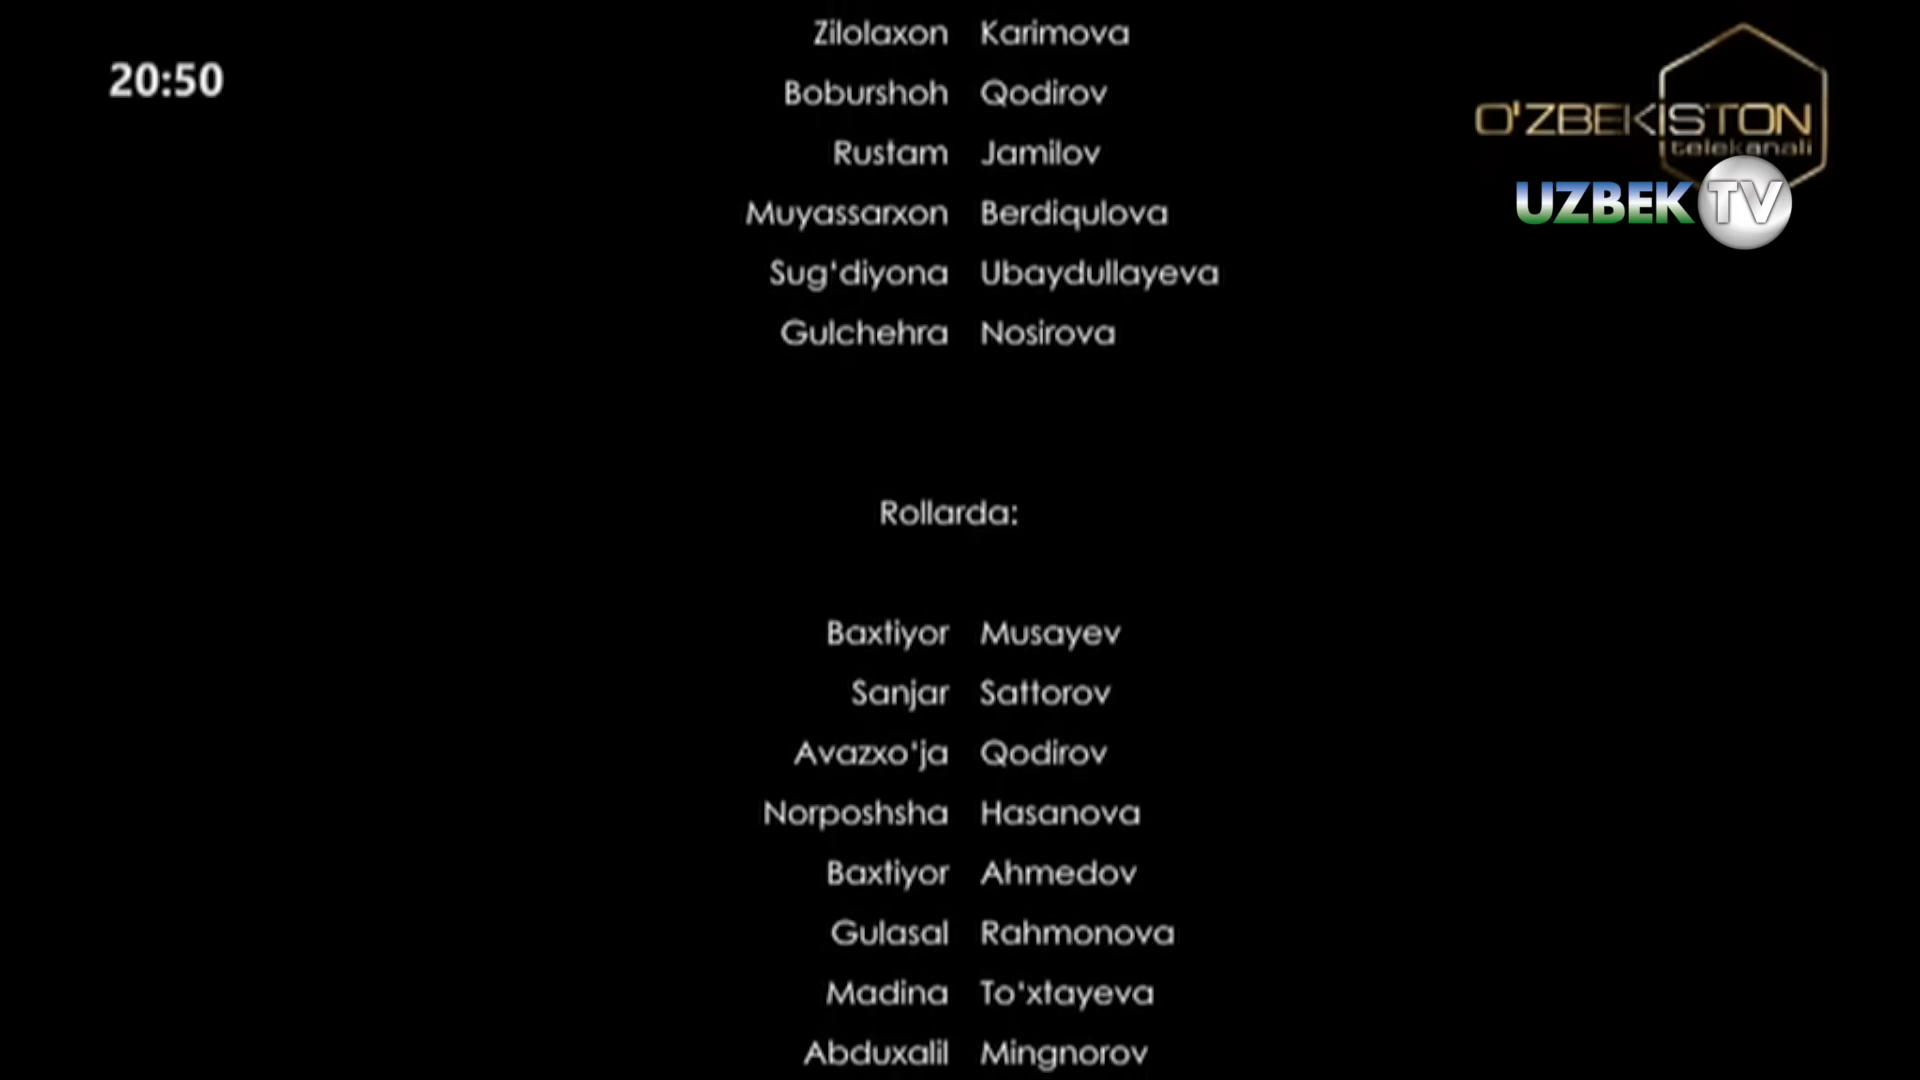 20:50
O'ZBEKISTON
telekanali
UZBEK TV
Zilolaxon Karimova
Boburshoh Qodirov
Rustam Jamilov
Muyassarxon Berdiqulova
Sug‘diyona Ubaydullayeva
Gulchehra Nosirova
Rollarda:
Baxtiyor Musayev
Sanjar Sattorov
Avazxo‘ja Qodirov
Norposhsha Hasanova
Baxtiyor Ahmedov
Gulasal Rahmonova
Madina To‘xtayeva
Abduxalil Mingnorov